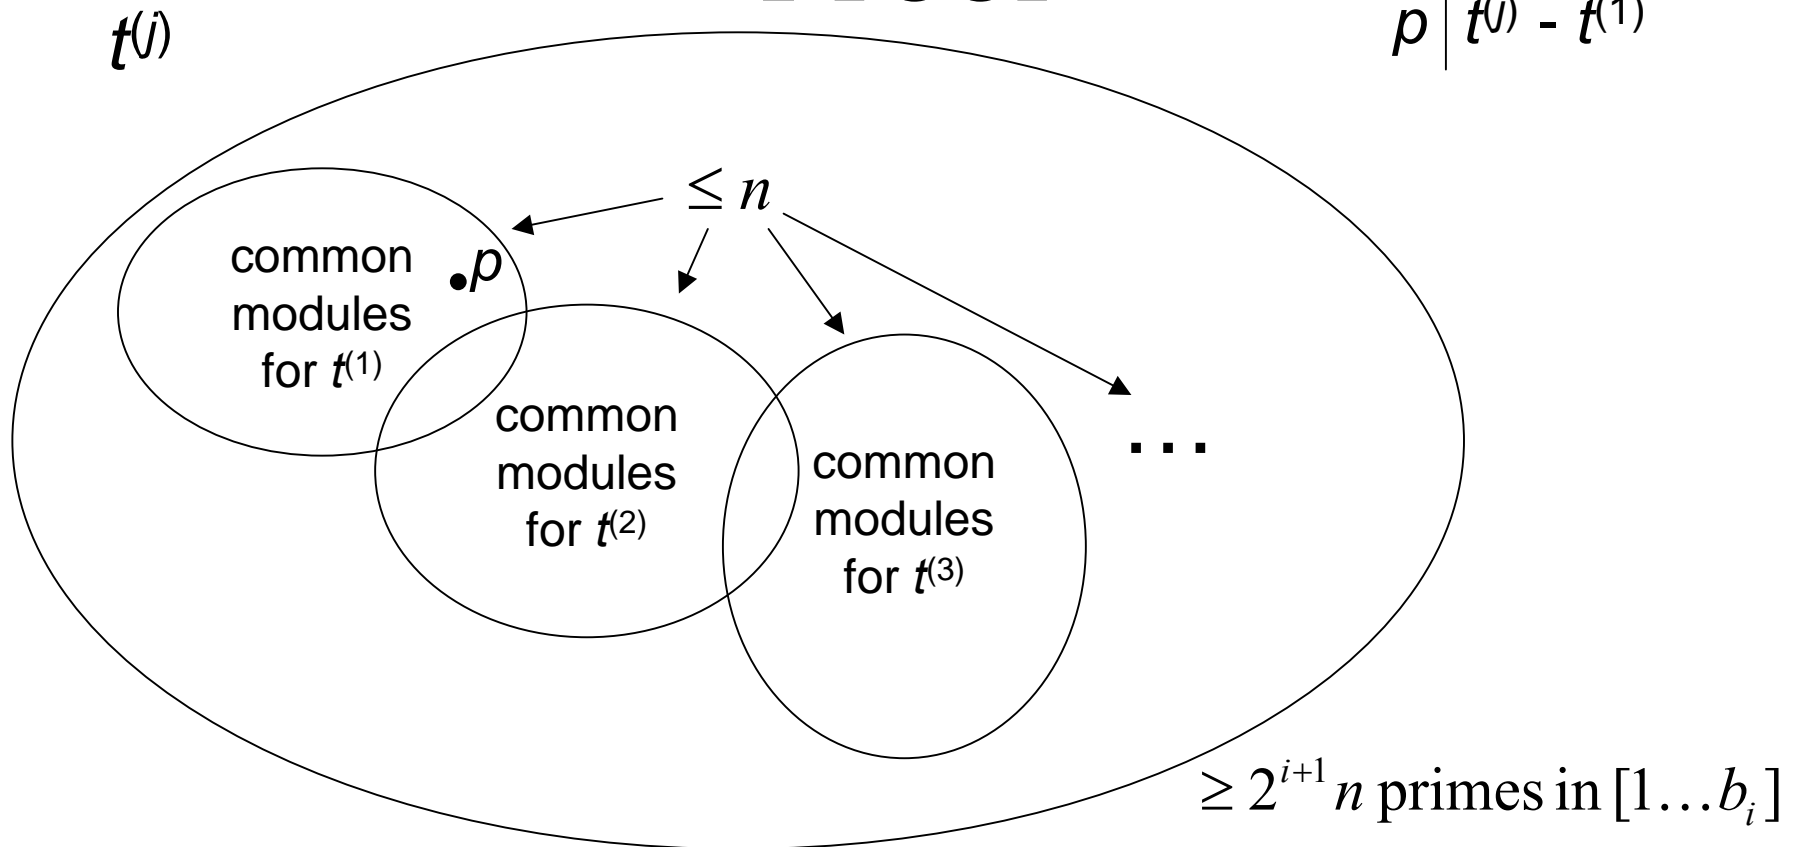 t(j)
p | t(j) - t(1)
≤ n
common
modules
for t(1)
p
common
modules
for t(2)
common
modules
for t(3)
...
≥ 2^{i+1} n primes in [1…b_i]